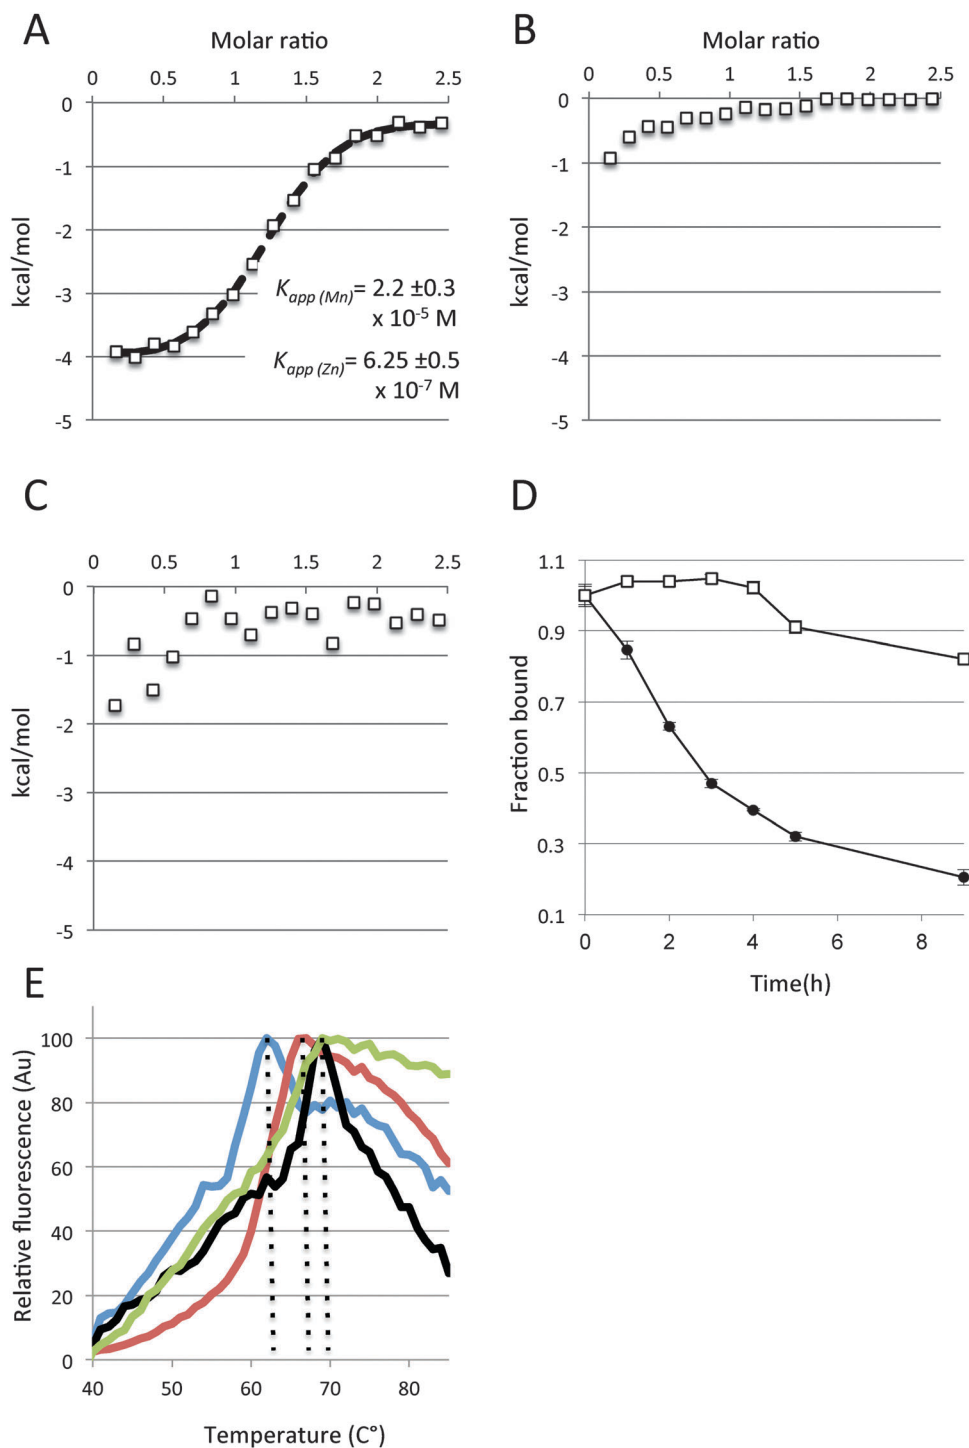 A
Molar ratio
0 0.5 1 1.5 2 2.5
0
-1
-2
-3
-4
-5
kcal/mol
Kapp (Mn)= 2.2 ±0.3
x 10-5 M
Kapp (Zn)= 6.25 ±0.5
x 10-7 M
B
Molar ratio
0 0.5 1 1.5 2 2.5
0
-1
-2
-3
-4
-5
kcal/mol
C
0 0.5 1 1.5 2 2.5
0
-1
-2
-3
-4
-5
kcal/mol
D
1.1
0.9
0.7
0.5
0.3
0.1
Fraction bound
0 2 4 6 8
Time(h)
E
100
80
60
40
20
0
Relative fluorescence (Au)
40 50 60 70 80
Temperature (C°)